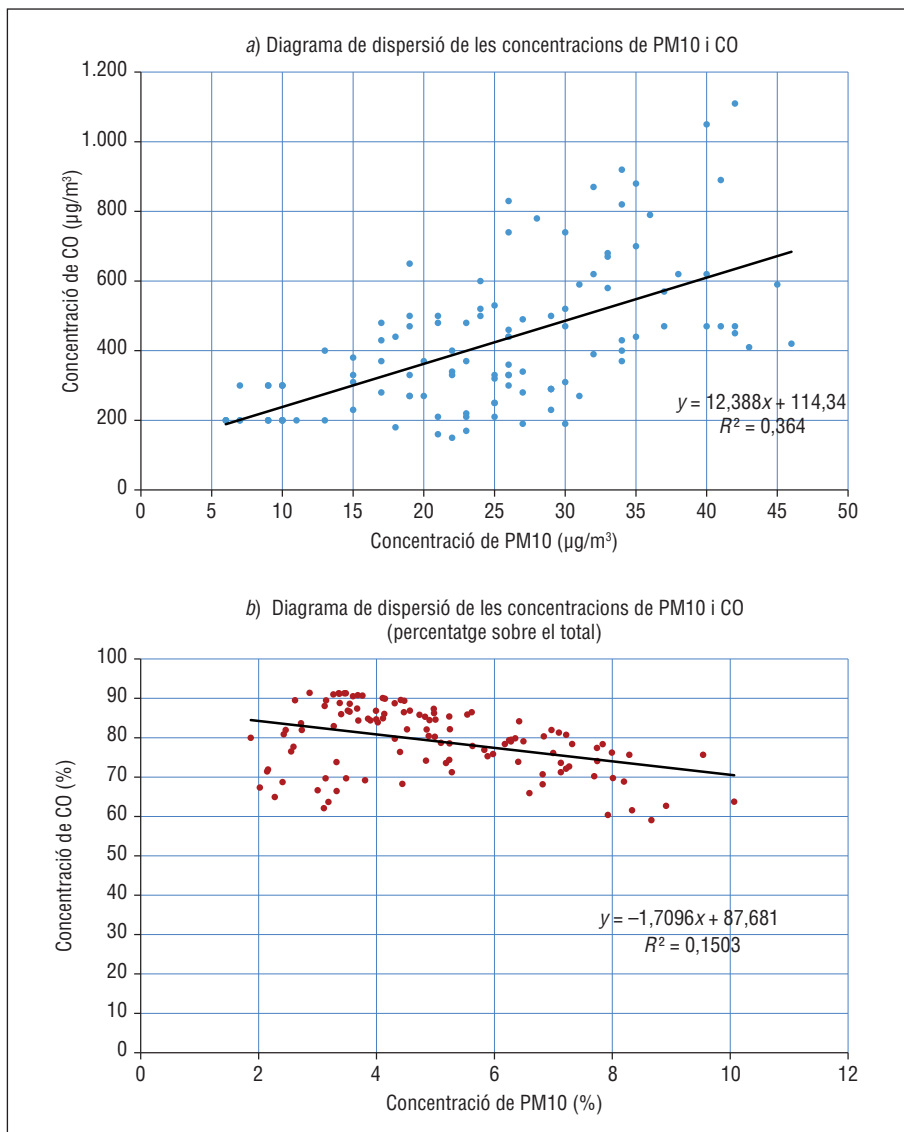 a) Diagrama de dispersió de les concentracions de PM10 i CO
Concentració de CO (µg/m³)
1.200
1.000
800
600
400
200
0
y = 12,388x + 114,34
R² = 0,364
0 5 10 15 20 25 30 35 40 45 50
Concentració de PM10 (µg/m³)
b) Diagrama de dispersió de les concentracions de PM10 i CO
(percentatge sobre el total)
Concentració de CO (%)
100
90
80
70
60
50
40
30
20
10
0
y = –1,7096x + 87,681
R² = 0,1503
0 2 4 6 8 10 12
Concentració de PM10 (%)